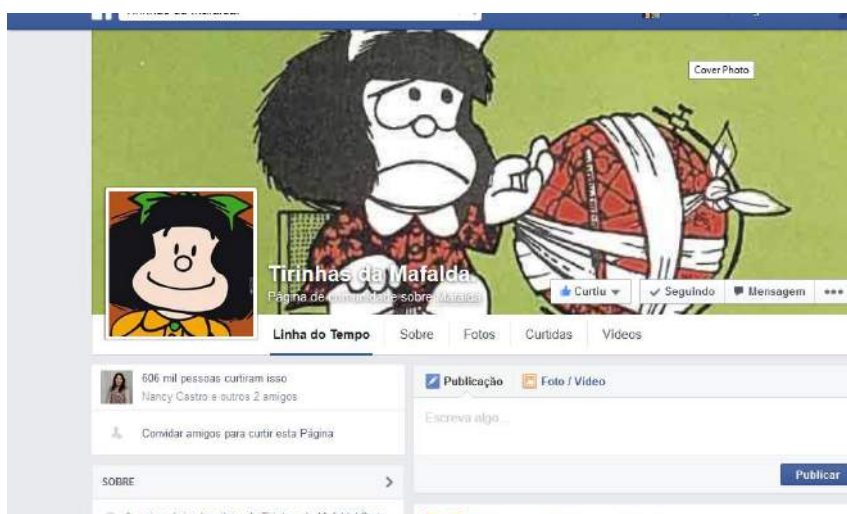 Cover Photo
Tirinhas da Mafalda.
Página de comunidade sobre Mafalda
Curtiu
Seguindo
Mensagem
Linha do Tempo
Sobre
Fotos
Curtidas
Vídeos
606 mil pessoas curtiram isso
Nancy Castro e outros 2 amigos
Convidar amigos para curtir esta Página
SOBRE
Publicação
Foto / Vídeo
Escreva algo...
Publicar